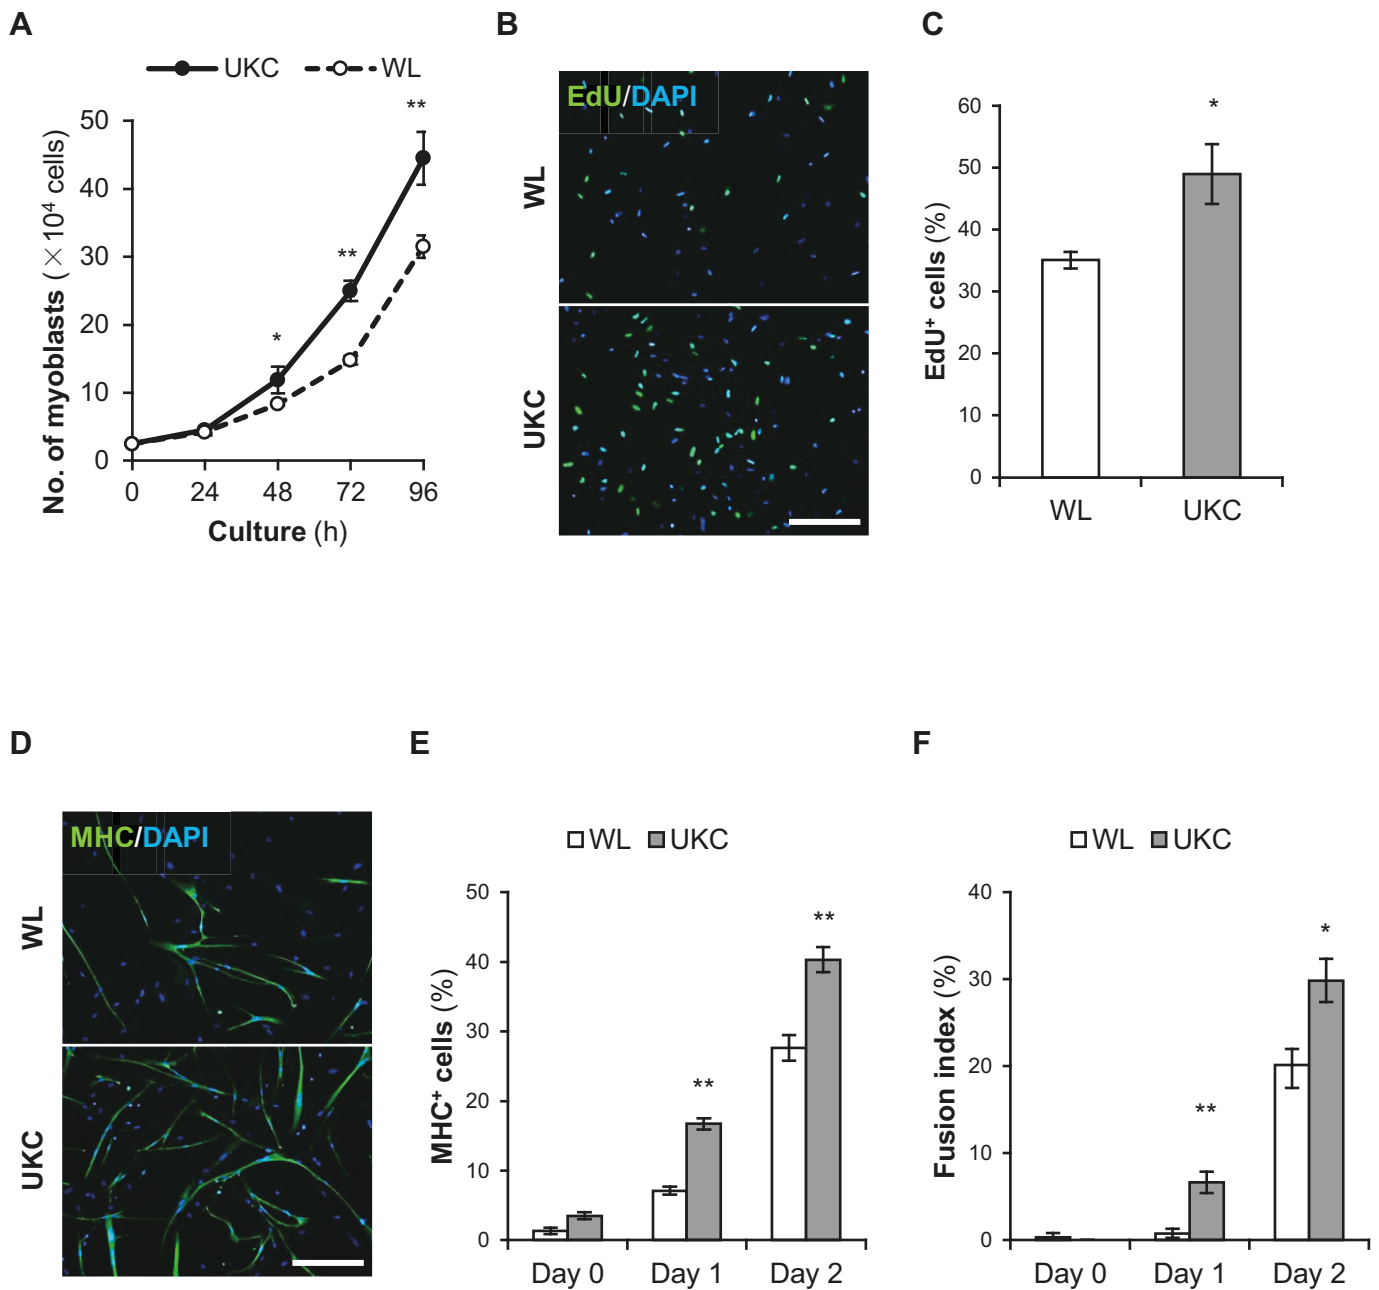 A
UKC WL
No. of myoblasts (×10⁴ cells)
50
40
30
20
10
0
**
**
*
0 24 48 72 96
Culture (h)
B
EdU/DAPI
WL
UKC
C
EdU⁺ cells (%)
60
50
40
30
20
10
0
*
WL UKC
D
MHC/DAPI
WL
UKC
E
WL UKC
MHC⁺ cells (%)
50
40
30
20
10
0
**
**
Day 0 Day 1 Day 2
F
WL UKC
Fusion index (%)
40
30
20
10
0
*
**
Day 0 Day 1 Day 2